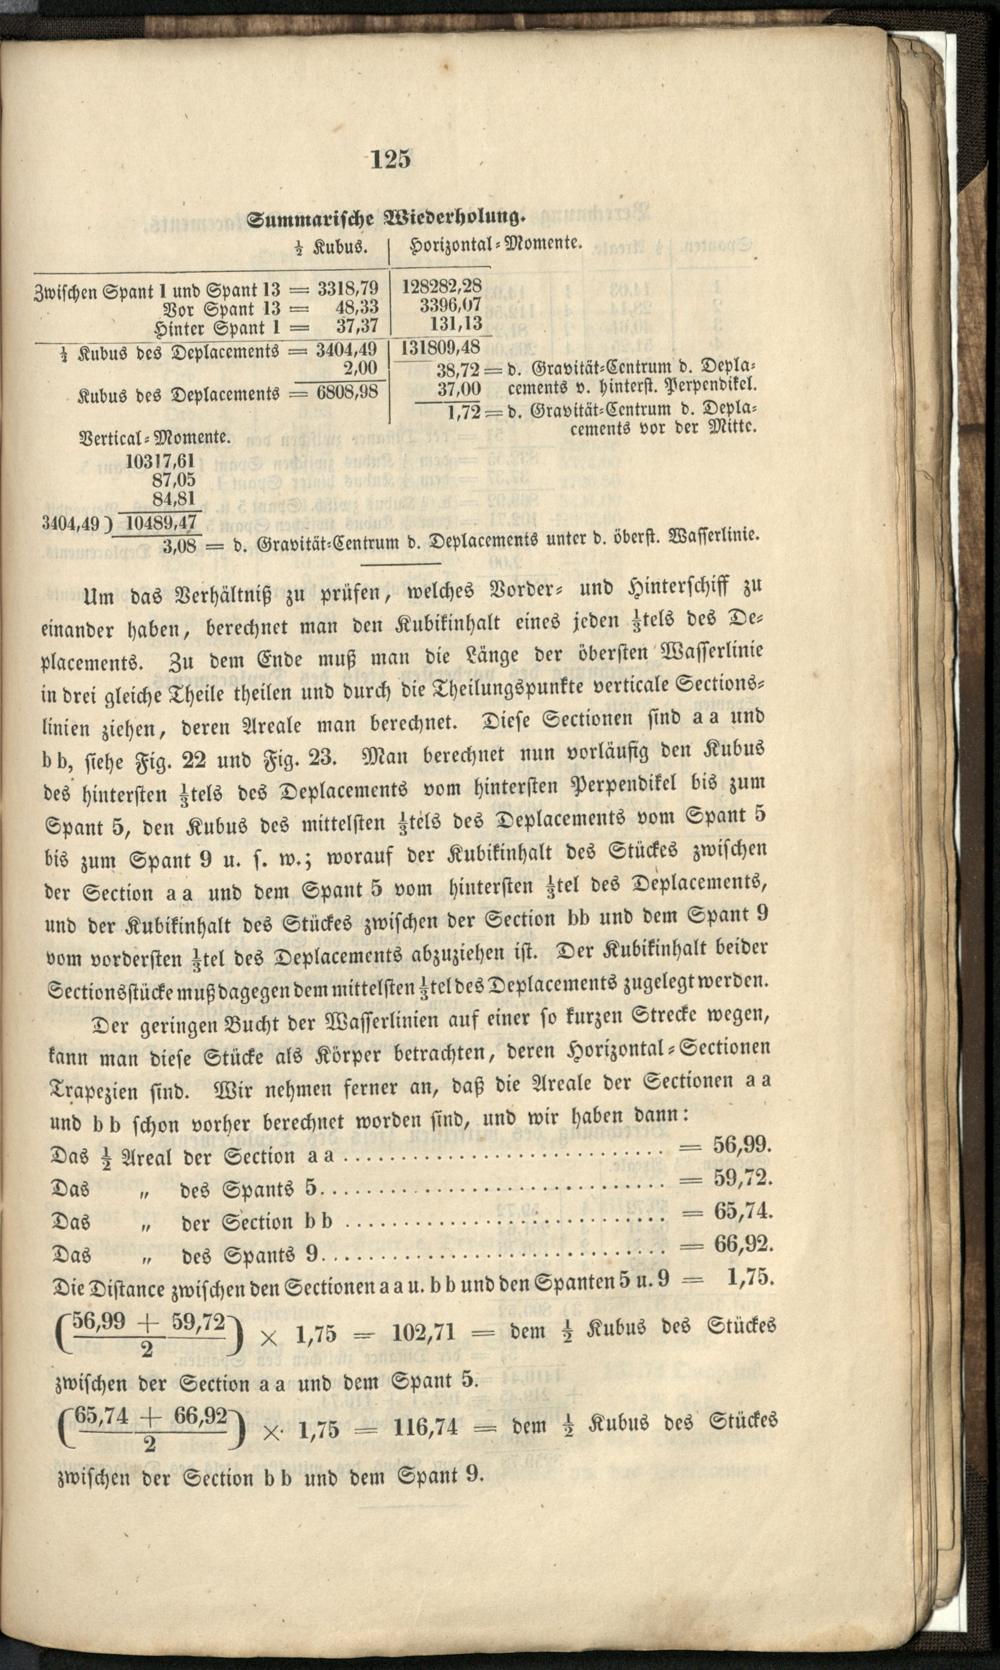 125
Summarische Wiederholung.
½ Kubus. | Horizontal-Momente.
Zwischen Spant 1 und Spant 13 = 3318,79 | 128282,28
Vor Spant 13 = 48,33 | 3396,07
Hinter Spant 1 = 37,37 | 131,13
½ Kubus des Deplacements = 3404,49 | 131809,48
2,00 | 38,72 = d. Gravität-Centrum d. Depla-
Kubus des Deplacements = 6808,98 | 37,00 cements v. hinterst. Perpendikel.
1,72 = d. Gravität-Centrum d. Depla-
cements vor der Mitte.
Vertical-Momente.
10317,61
87,05
84,81
3404,49 ) 10489,47
3,08 = d. Gravität-Centrum d. Deplacements unter d. öberst. Wasserlinie.
Um das Verhältniß zu prüfen, welches Vorder- und Hinterschiff zu
einander haben, berechnet man den Kubikinhalt eines jeden ⅓tels des De-
placements. Zu dem Ende muß man die Länge der öbersten Wasserlinie
in drei gleiche Theile theilen und durch die Theilungspunkte verticale Sections-
linien ziehen, deren Areale man berechnet. Diese Sectionen sind a a und
b b, siehe Fig. 22 und Fig. 23. Man berechnet nun vorläufig den Kubus
des hintersten ⅓tels des Deplacements vom hintersten Perpendikel bis zum
Spant 5, den Kubus des mittelsten ⅓tels des Deplacements vom Spant 5
bis zum Spant 9 u. s. w.; worauf der Kubikinhalt des Stückes zwischen
der Section a a und dem Spant 5 vom hintersten ⅓tel des Deplacements,
und der Kubikinhalt des Stückes zwischen der Section bb und dem Spant 9
vom vordersten ⅓tel des Deplacements abzuziehen ist. Der Kubikinhalt beider
Sectionsstücke muß dagegen dem mittelsten ⅓tel des Deplacements zugelegt werden.
Der geringen Bucht der Wasserlinien auf einer so kurzen Strecke wegen,
kann man diese Stücke als Körper betrachten, deren Horizontal-Sectionen
Trapezien sind. Wir nehmen ferner an, daß die Areale der Sectionen a a
und b b schon vorher berechnet worden sind, und wir haben dann:
Das ½ Areal der Section a a .............................. = 56,99.
Das „ des Spants 5................................. = 59,72.
Das „ der Section b b .............................. = 65,74.
Das „ des Spants 9................................. = 66,92.
Die Distance zwischen den Sectionen a a u. b b und den Spanten 5 u. 9 = 1,75.
(56,99 + 59,72 / 2) × 1,75 = 102,71 = dem ½ Kubus des Stückes
zwischen der Section a a und dem Spant 5.
(65,74 + 66,92 / 2) × 1,75 = 116,74 = dem ½ Kubus des Stückes
zwischen der Section b b und dem Spant 9.